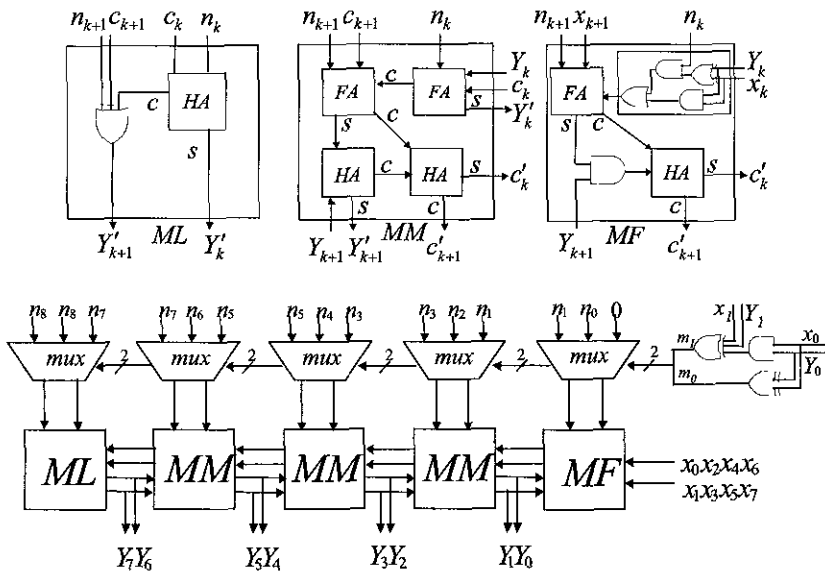 n_{k+1} c_{k+1} c_k n_k
n_{k+1} c_{k+1} n_k
n_{k+1} x_{k+1} n_k
c HA
s
Y'_{k+1} Y'_k ML
FA c FA
Y_k
c_k
s Y'_k
s c
HA c HA s c'_k
s c
Y_{k+1} Y'_{k+1} MM c'_{k+1}
FA
Y_k
x_k
s c
HA s c'_k
c
Y_{k+1} MF c'_{k+1}
n_8 n_8 n_7
n_7 n_6 n_5
n_5 n_4 n_3
n_3 n_2 n_1
n_1 n_0 0
x_1 Y_1
mux 2 mux 2 mux 2 mux 2 mux 2
m_1
m_0
x_0
Y_0
ML MM MM MM MF
x_0x_2x_4x_6
x_1x_3x_5x_7
Y_7Y_6 Y_5Y_4 Y_3Y_2 Y_1Y_0